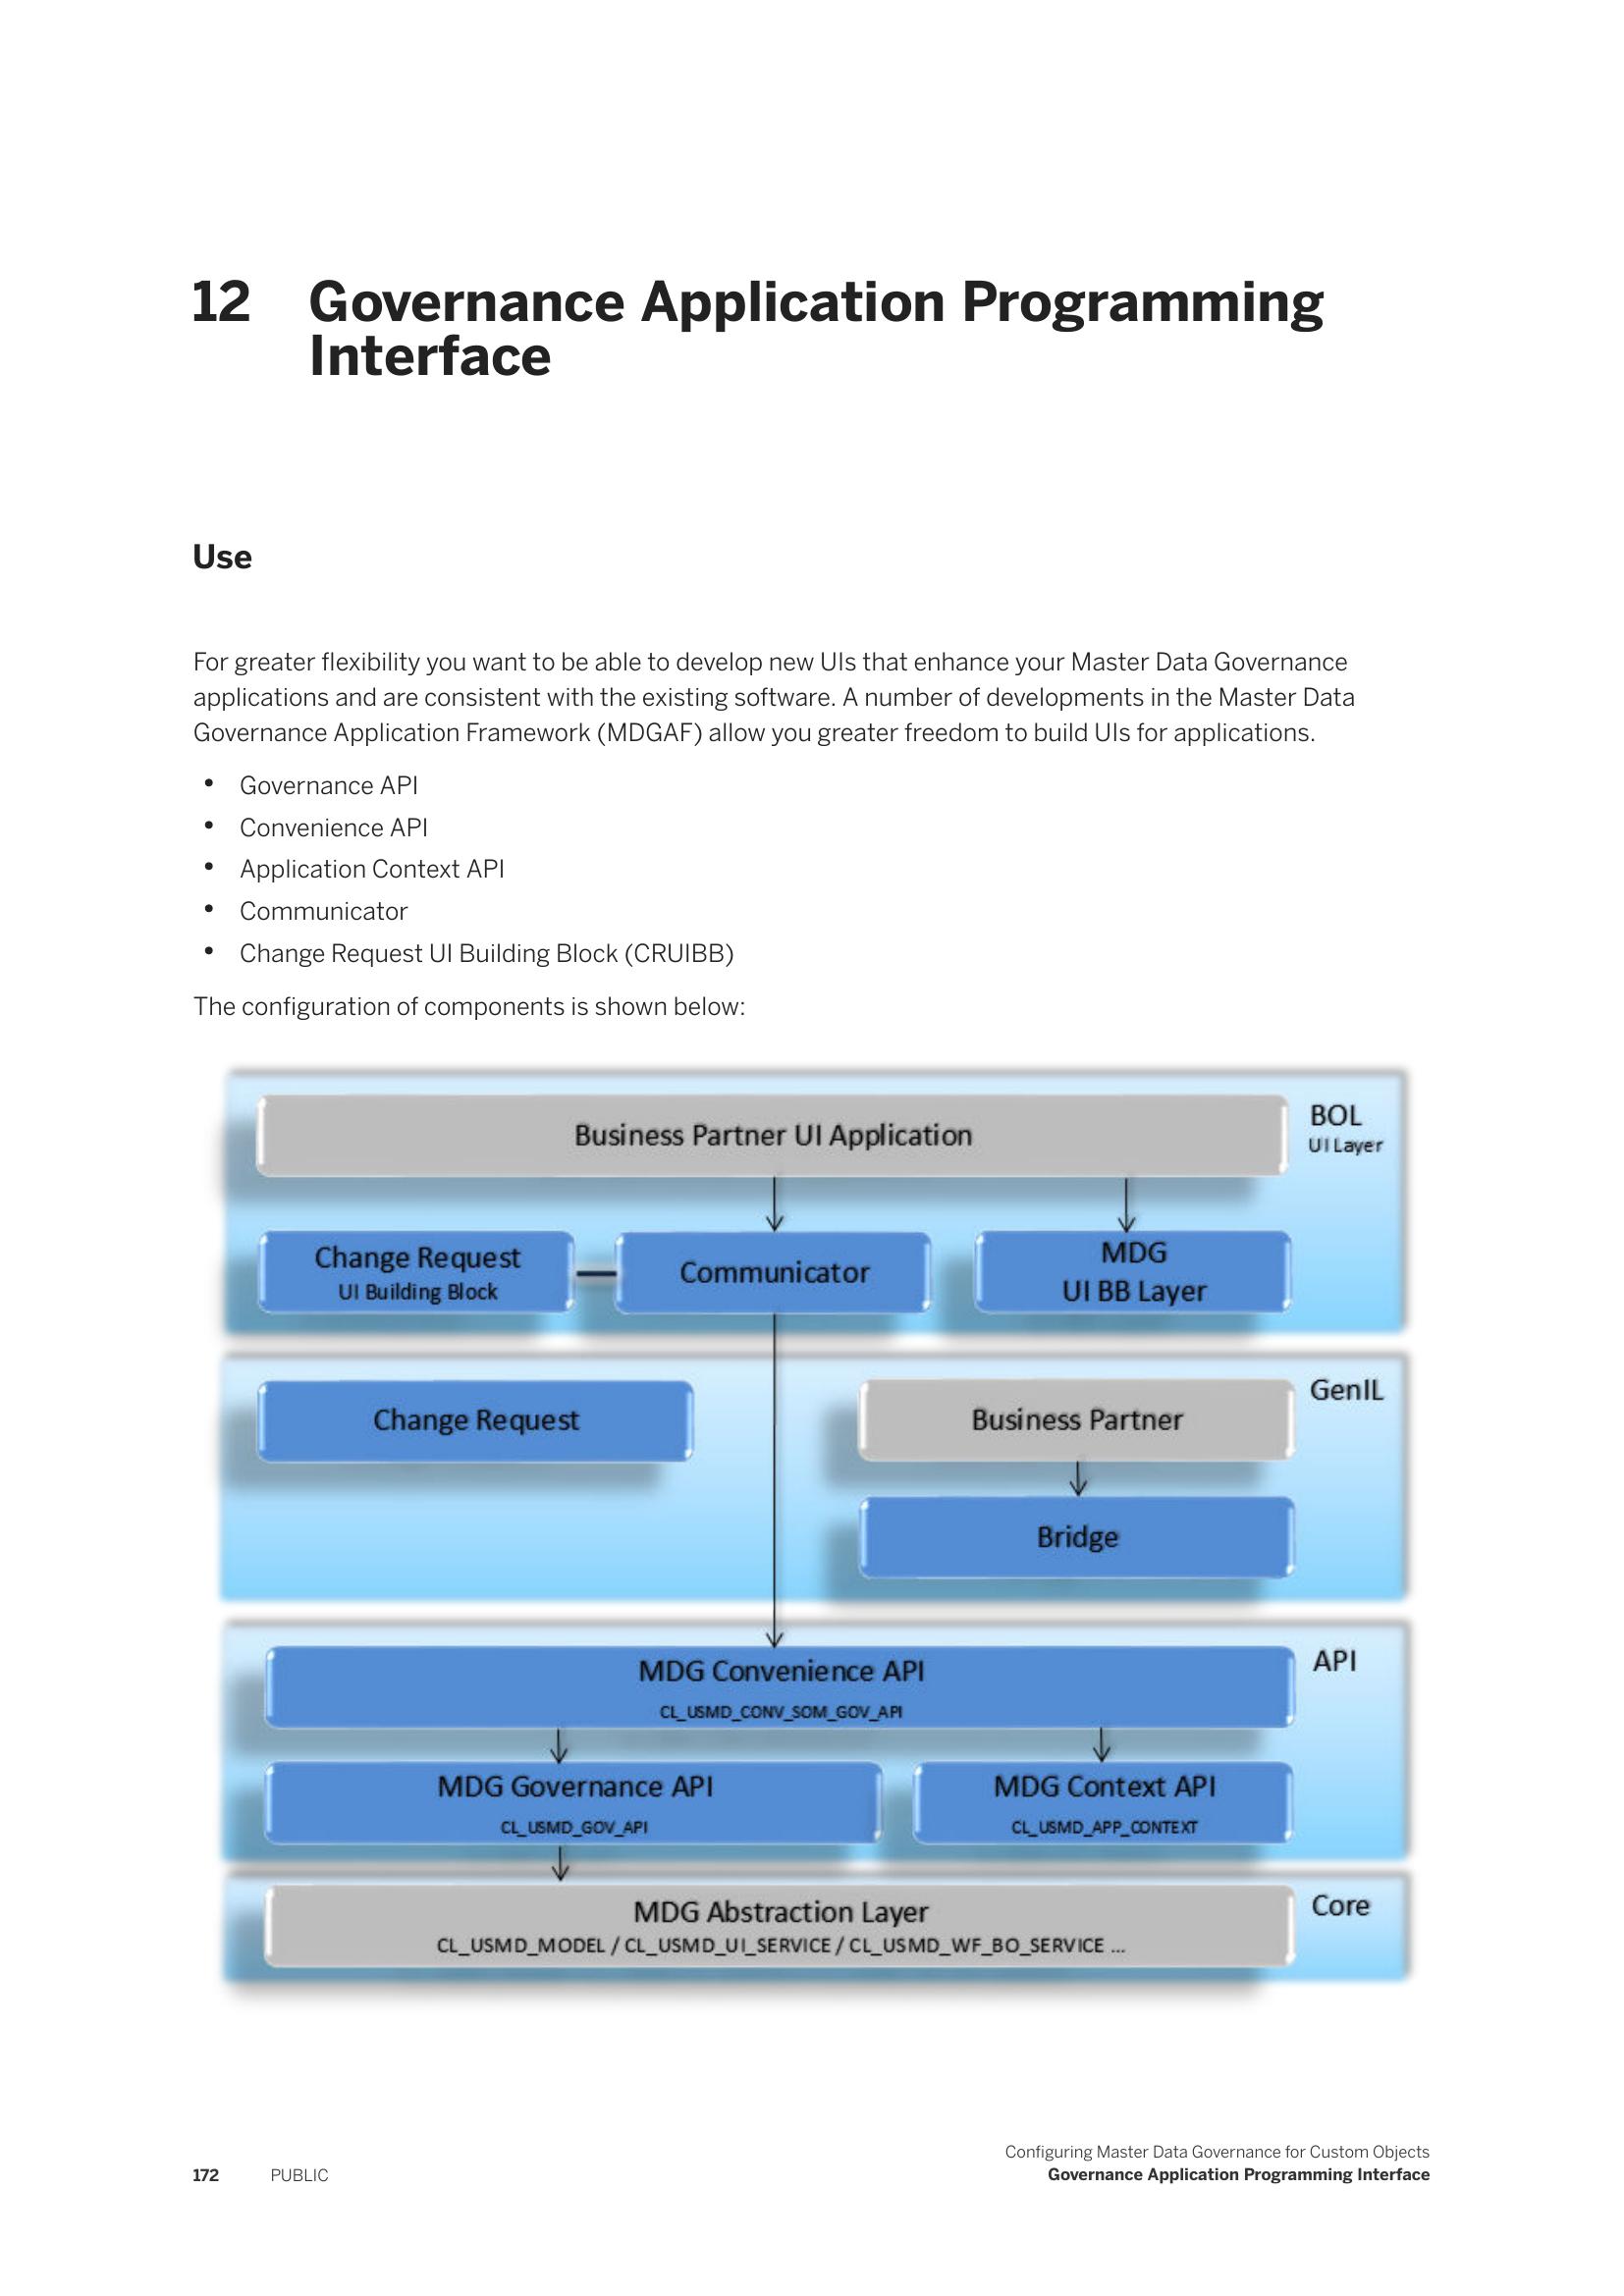 12 Governance Application Programming
Interface
Use
For greater flexibility you want to be able to develop new UIs that enhance your Master Data Governance
applications and are consistent with the existing software. A number of developments in the Master Data
Governance Application Framework (MDGAF) allow you greater freedom to build UIs for applications.
• Governance API
• Convenience API
• Application Context API
• Communicator
• Change Request UI Building Block (CRUIBB)
The configuration of components is shown below:
Business Partner UI Application
BOL
UI Layer
Change Request
UI Building Block
Communicator
MDG
UI BB Layer
GenIL
Change Request
Business Partner
Bridge
API
MDG Convenience API
CL_USMD_CONV_SOM_GOV_API
MDG Governance API
CL_USMD_GOV_API
MDG Context API
CL_USMD_APP_CONTEXT
Core
MDG Abstraction Layer
CL_USMD_MODEL / CL_USMD_UI_SERVICE / CL_USMD_WF_BO_SERVICE ...
172 PUBLIC
Configuring Master Data Governance for Custom Objects
Governance Application Programming Interface